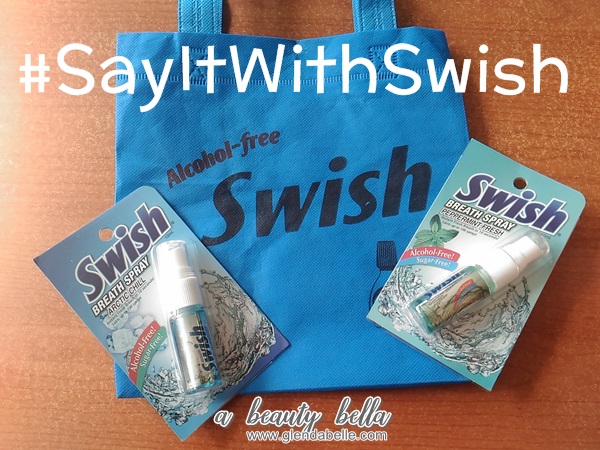 #SayItWithSwish
Alcohol-free
Swish
Swish
BREATH SPRAY
ARCTIC CHILL
Alcohol-Free!
Sugar-Free!
Swish
Swish
BREATH SPRAY
PEPPERMINT FRESH
Alcohol-Free!
Sugar-Free!
a beauty bella
www.glendabelle.com